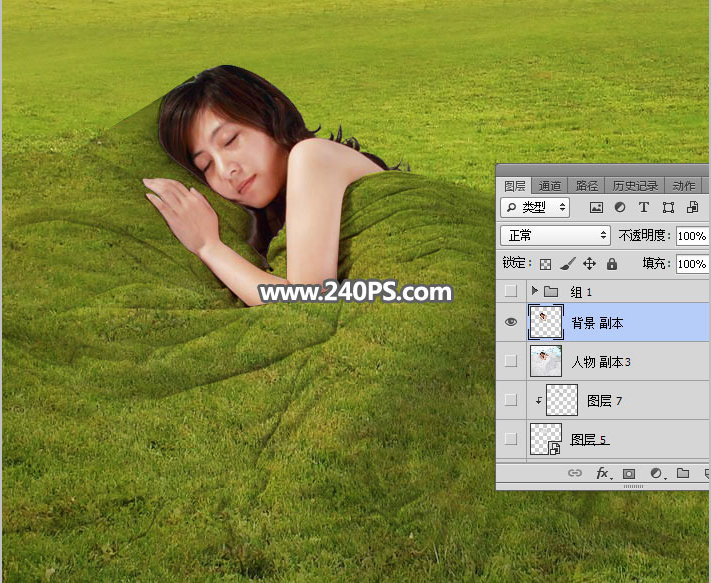 www.240PS.com
图层 通道 路径 历史记录 动作
类型 T
正常 不透明度: 100%
锁定: 填充: 100%
组 1
背景 副本
人物 副本3
图层 7
图层 5
fx